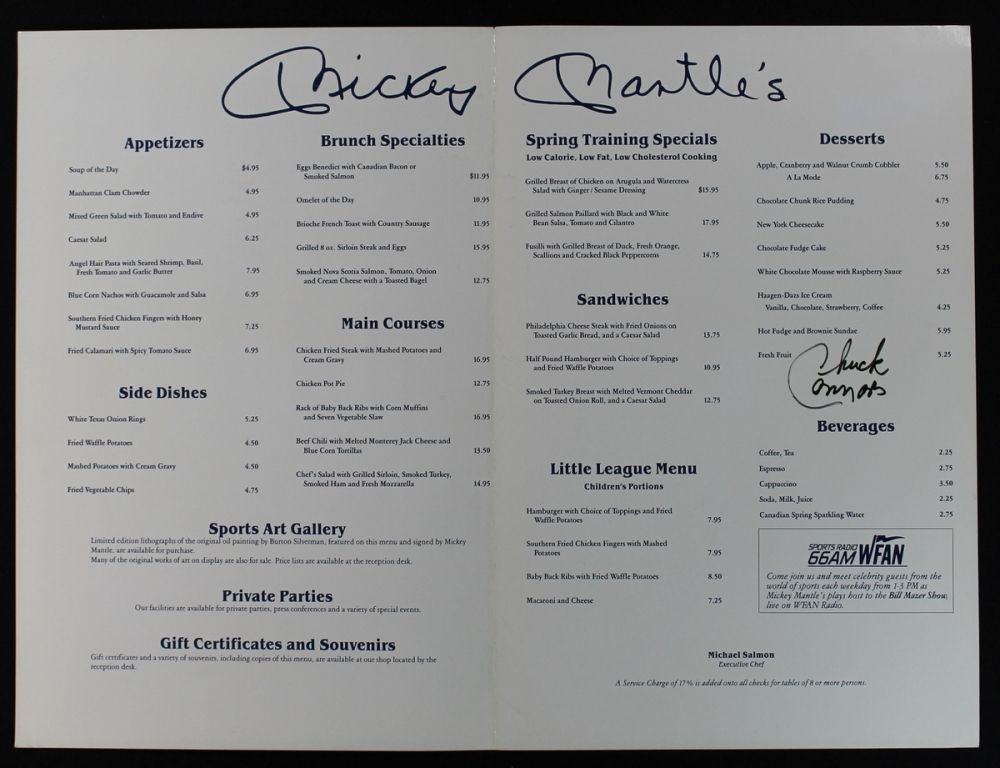 Mickey Mantle's
Appetizers
Soup of the Day $4.95
Manhattan Clam Chowder 4.95
Mixed Green Salad with Tomato and Endive 4.95
Caesar Salad 6.25
Angel Hair Pasta with Seared Shrimp, Basil,
Fresh Tomato and Garlic Butter 7.95
Blue Corn Nachos with Guacamole and Salsa 6.95
Southern Fried Chicken Fingers with Honey
Mustard Sauce 7.25
Fried Calamari with Spicy Tomato Sauce 6.95
Side Dishes
White Texas Onion Rings 5.25
Fried Waffle Potatoes 4.50
Mashed Potatoes with Cream Gravy 4.50
Fried Vegetable Chips 4.75
Brunch Specialties
Eggs Benedict with Canadian Bacon or
Smoked Salmon $11.95
Omelet of the Day 10.95
Brioche French Toast with Country Sausage 11.95
Grilled 8 oz. Sirloin Steak and Eggs 15.95
Smoked Nova Scotia Salmon, Tomato, Onion
and Cream Cheese with a Toasted Bagel 12.75
Main Courses
Chicken Fried Steak with Mashed Potatoes and
Cream Gravy 16.95
Chicken Pot Pie 12.75
Rack of Baby Back Ribs with Corn Muffins
and Seven Vegetable Slaw 16.95
Beef Chili with Melted Monterey Jack Cheese and
Blue Corn Tortillas 13.50
Chef's Salad with Grilled Sirloin, Smoked Turkey,
Smoked Ham and Fresh Mozzarella 14.95
Sports Art Gallery
Limited edition lithographs of the original oil painting by Burton Silverman, featured on this menu and signed by Mickey
Mantle, are available for purchase.
Many of the original works of art on display are also for sale. Price lists are available at the reception desk.
Private Parties
Our facilities are available for private parties, press conferences and a variety of special events.
Gift Certificates and Souvenirs
Gift certificates and a variety of souvenirs, including copies of this menu, are available at our shop located by the
reception desk.
Spring Training Specials
Low Calorie, Low Fat, Low Cholesterol Cooking
Grilled Breast of Chicken on Arugula and Watercress
Salad with Ginger/Sesame Dressing $15.95
Grilled Salmon Paillard with Black and White
Bean Salsa, Tomato and Cilantro 17.95
Fusilli with Grilled Breast of Duck, Fresh Orange,
Scallions and Cracked Black Peppercorns 14.75
Sandwiches
Philadelphia Cheese Steak with Fried Onions on
Toasted Garlic Bread, and a Caesar Salad 13.75
Half Pound Hamburger with Choice of Toppings
and Fried Waffle Potatoes 10.95
Smoked Turkey Breast with Melted Vermont Cheddar
on Toasted Onion Roll, and a Caesar Salad 12.75
Little League Menu
Children's Portions
Hamburger with Choice of Toppings and Fried
Waffle Potatoes 7.95
Southern Fried Chicken Fingers with Mashed
Potatoes 7.95
Baby Back Ribs with Fried Waffle Potatoes 8.50
Macaroni and Cheese 7.25
Desserts
Apple, Cranberry and Walnut Crumb Cobbler 5.50
A La Mode 6.75
Chocolate Chunk Rice Pudding 4.75
New York Cheesecake 5.50
Chocolate Fudge Cake 5.25
White Chocolate Mousse with Raspberry Sauce 5.25
Haagen-Dazs Ice Cream
Vanilla, Chocolate, Strawberry, Coffee 4.25
Hot Fudge and Brownie Sundae 5.95
Fresh Fruit 5.25
Chuck
Connors
Beverages
Coffee, Tea 2.25
Espresso 2.75
Cappuccino 3.50
Soda, Milk, Juice 2.25
Canadian Spring Sparkling Water 2.75
SPORTS RADIO
66AM WFAN
Come join us and meet celebrity guests from the
world of sports each weekday from 1-3 PM as
Mickey Mantle's plays host to the Bill Mazer Show,
live on WFAN Radio.
Michael Salmon
Executive Chef
A Service Charge of 17% is added onto all checks for tables of 8 or more persons.